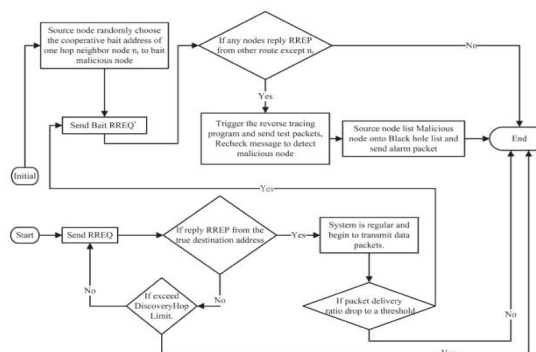 Source node randomly choose
the cooperative bait address of
one hop neighbor node nr to bait
malicious node
If any nodes reply RREP
from other route except nr
No
Yes
Send Bait RREQ'
Trigger the reverse tracing
program and send test packets,
Recheck message to detect
malicious node
Source node list Malicious
node onto Black hole list and
send alarm packet
End
Initial
Yes
Start
Send RREQ
If reply RREP from the
true destination address
Yes
System is regular and
begin to transmit data
packets.
No
No
If exceed
DiscoveryHop
Limit.
If packet delivery
ratio drop to a threshold
No
Yes